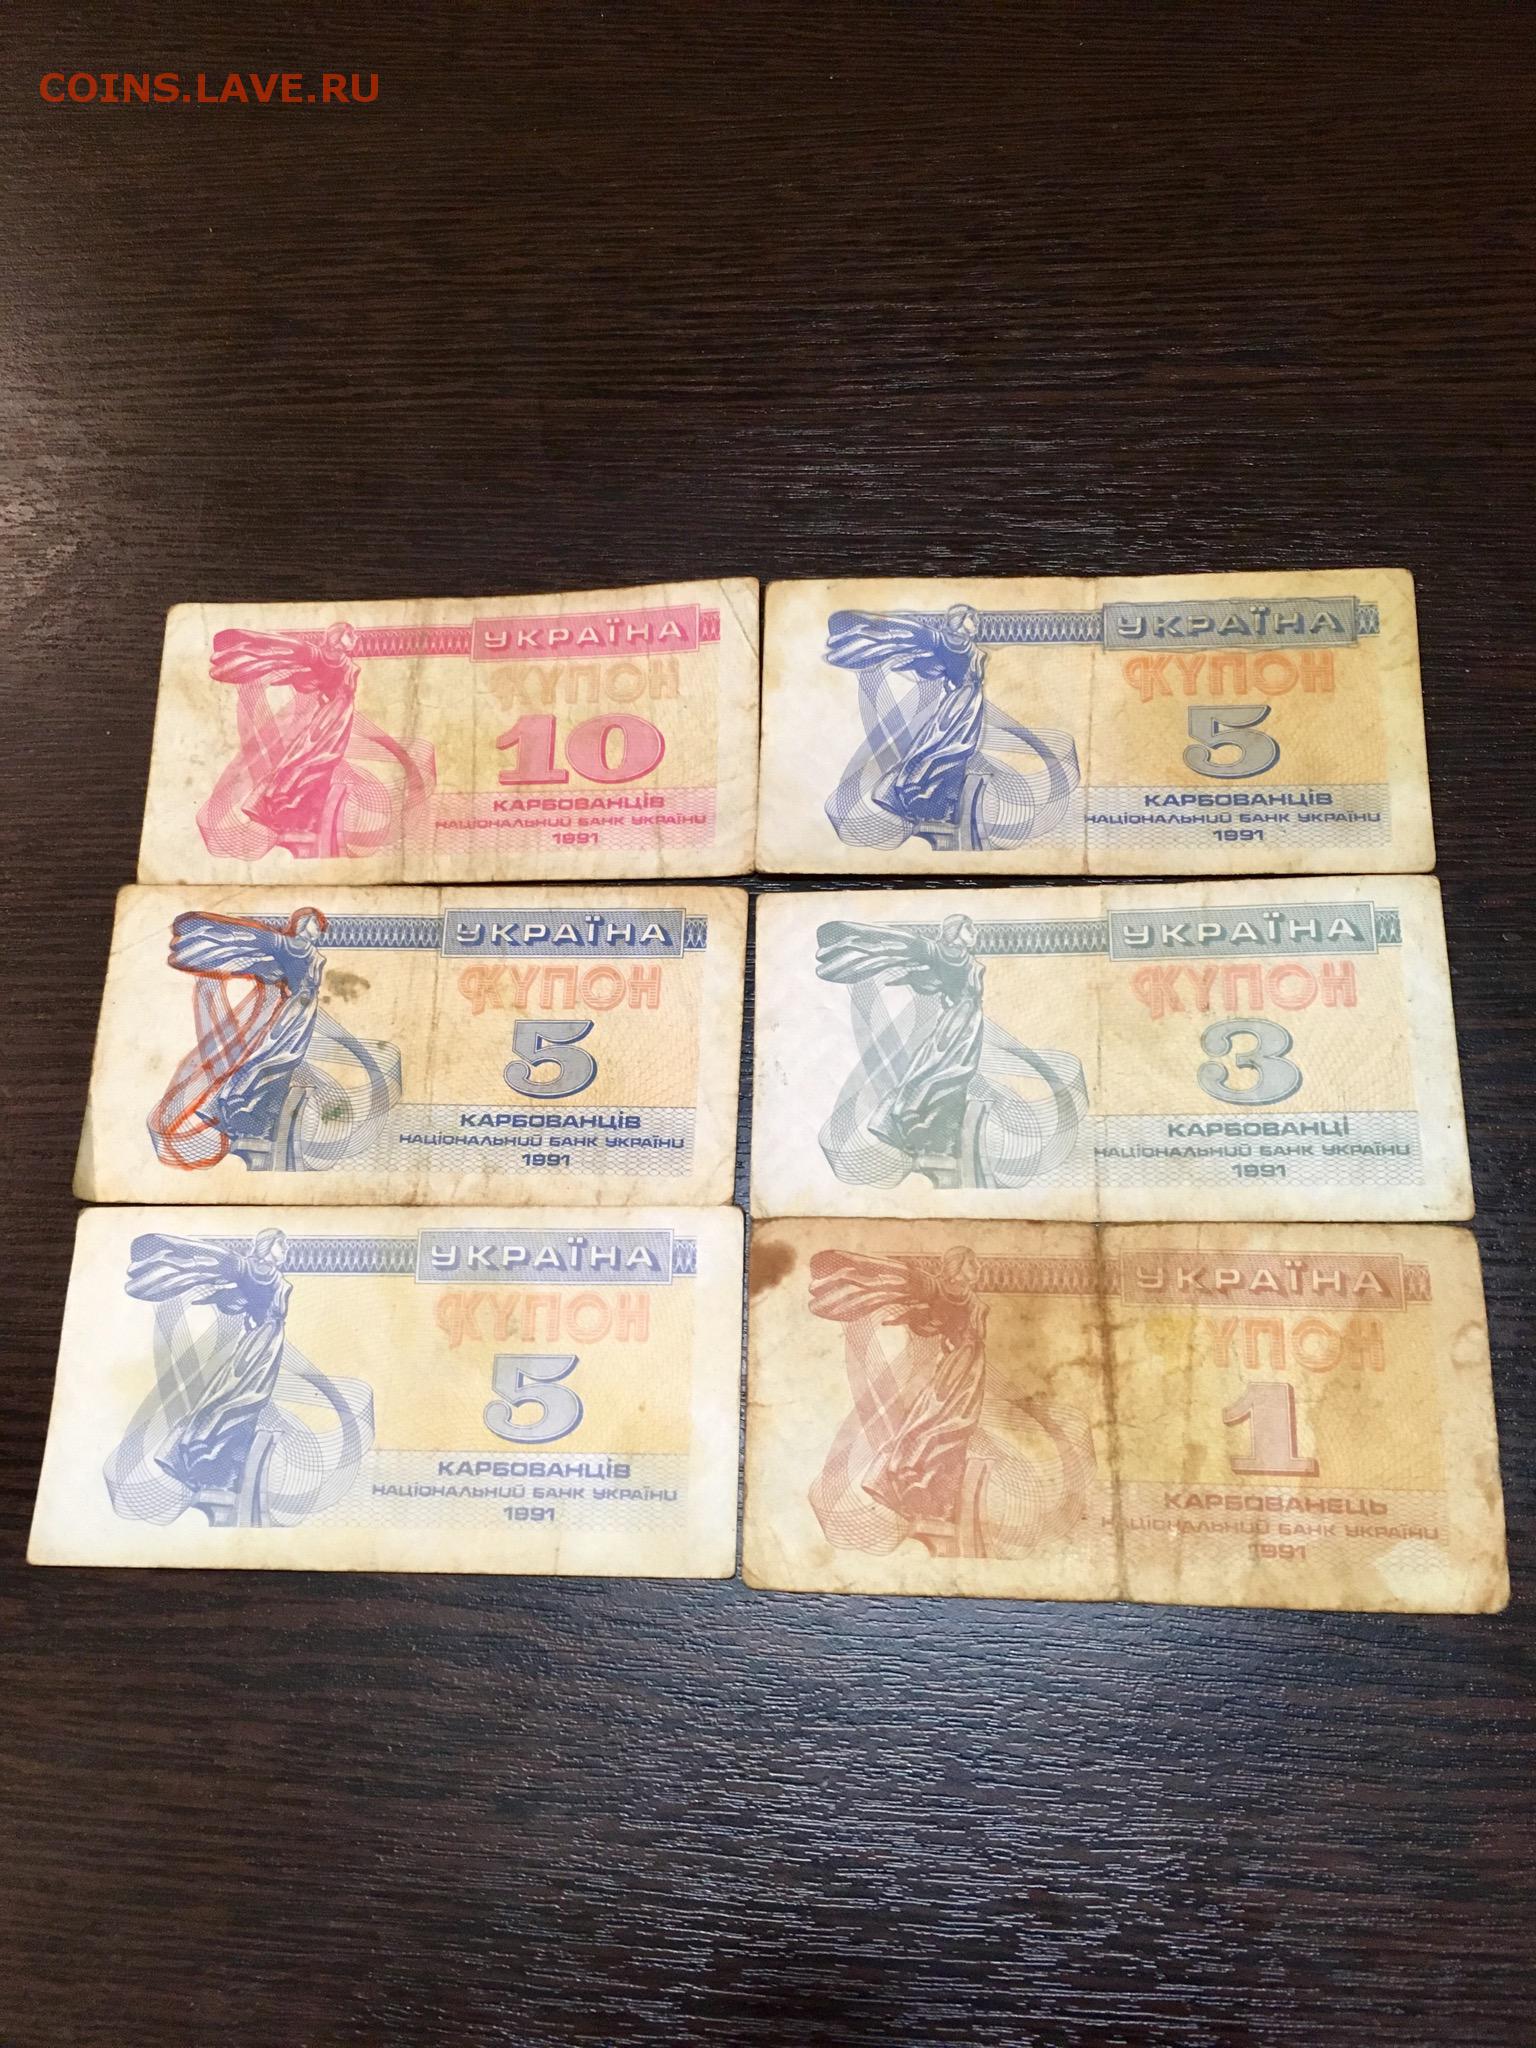 COINS.LAVE.RU
УКРАЇНА
КУПОН
10
КАРБОВАНЦІВ
НАЦІОНАЛЬНИЙ БАНК УКРАЇНИ
1991
УКРАЇНА
КУПОН
5
КАРБОВАНЦІВ
НАЦІОНАЛЬНИЙ БАНК УКРАЇНИ
1991
УКРАЇНА
КУПОН
5
КАРБОВАНЦІВ
НАЦІОНАЛЬНИЙ БАНК УКРАЇНИ
1991
УКРАЇНА
КУПОН
3
КАРБОВАНЦІ
НАЦІОНАЛЬНИЙ БАНК УКРАЇНИ
1991
УКРАЇНА
КУПОН
5
КАРБОВАНЦІВ
НАЦІОНАЛЬНИЙ БАНК УКРАЇНИ
1991
УКРАЇНА
КУПОН
1
КАРБОВАНЕЦЬ
НАЦІОНАЛЬНИЙ БАНК УКРАЇНИ
1991